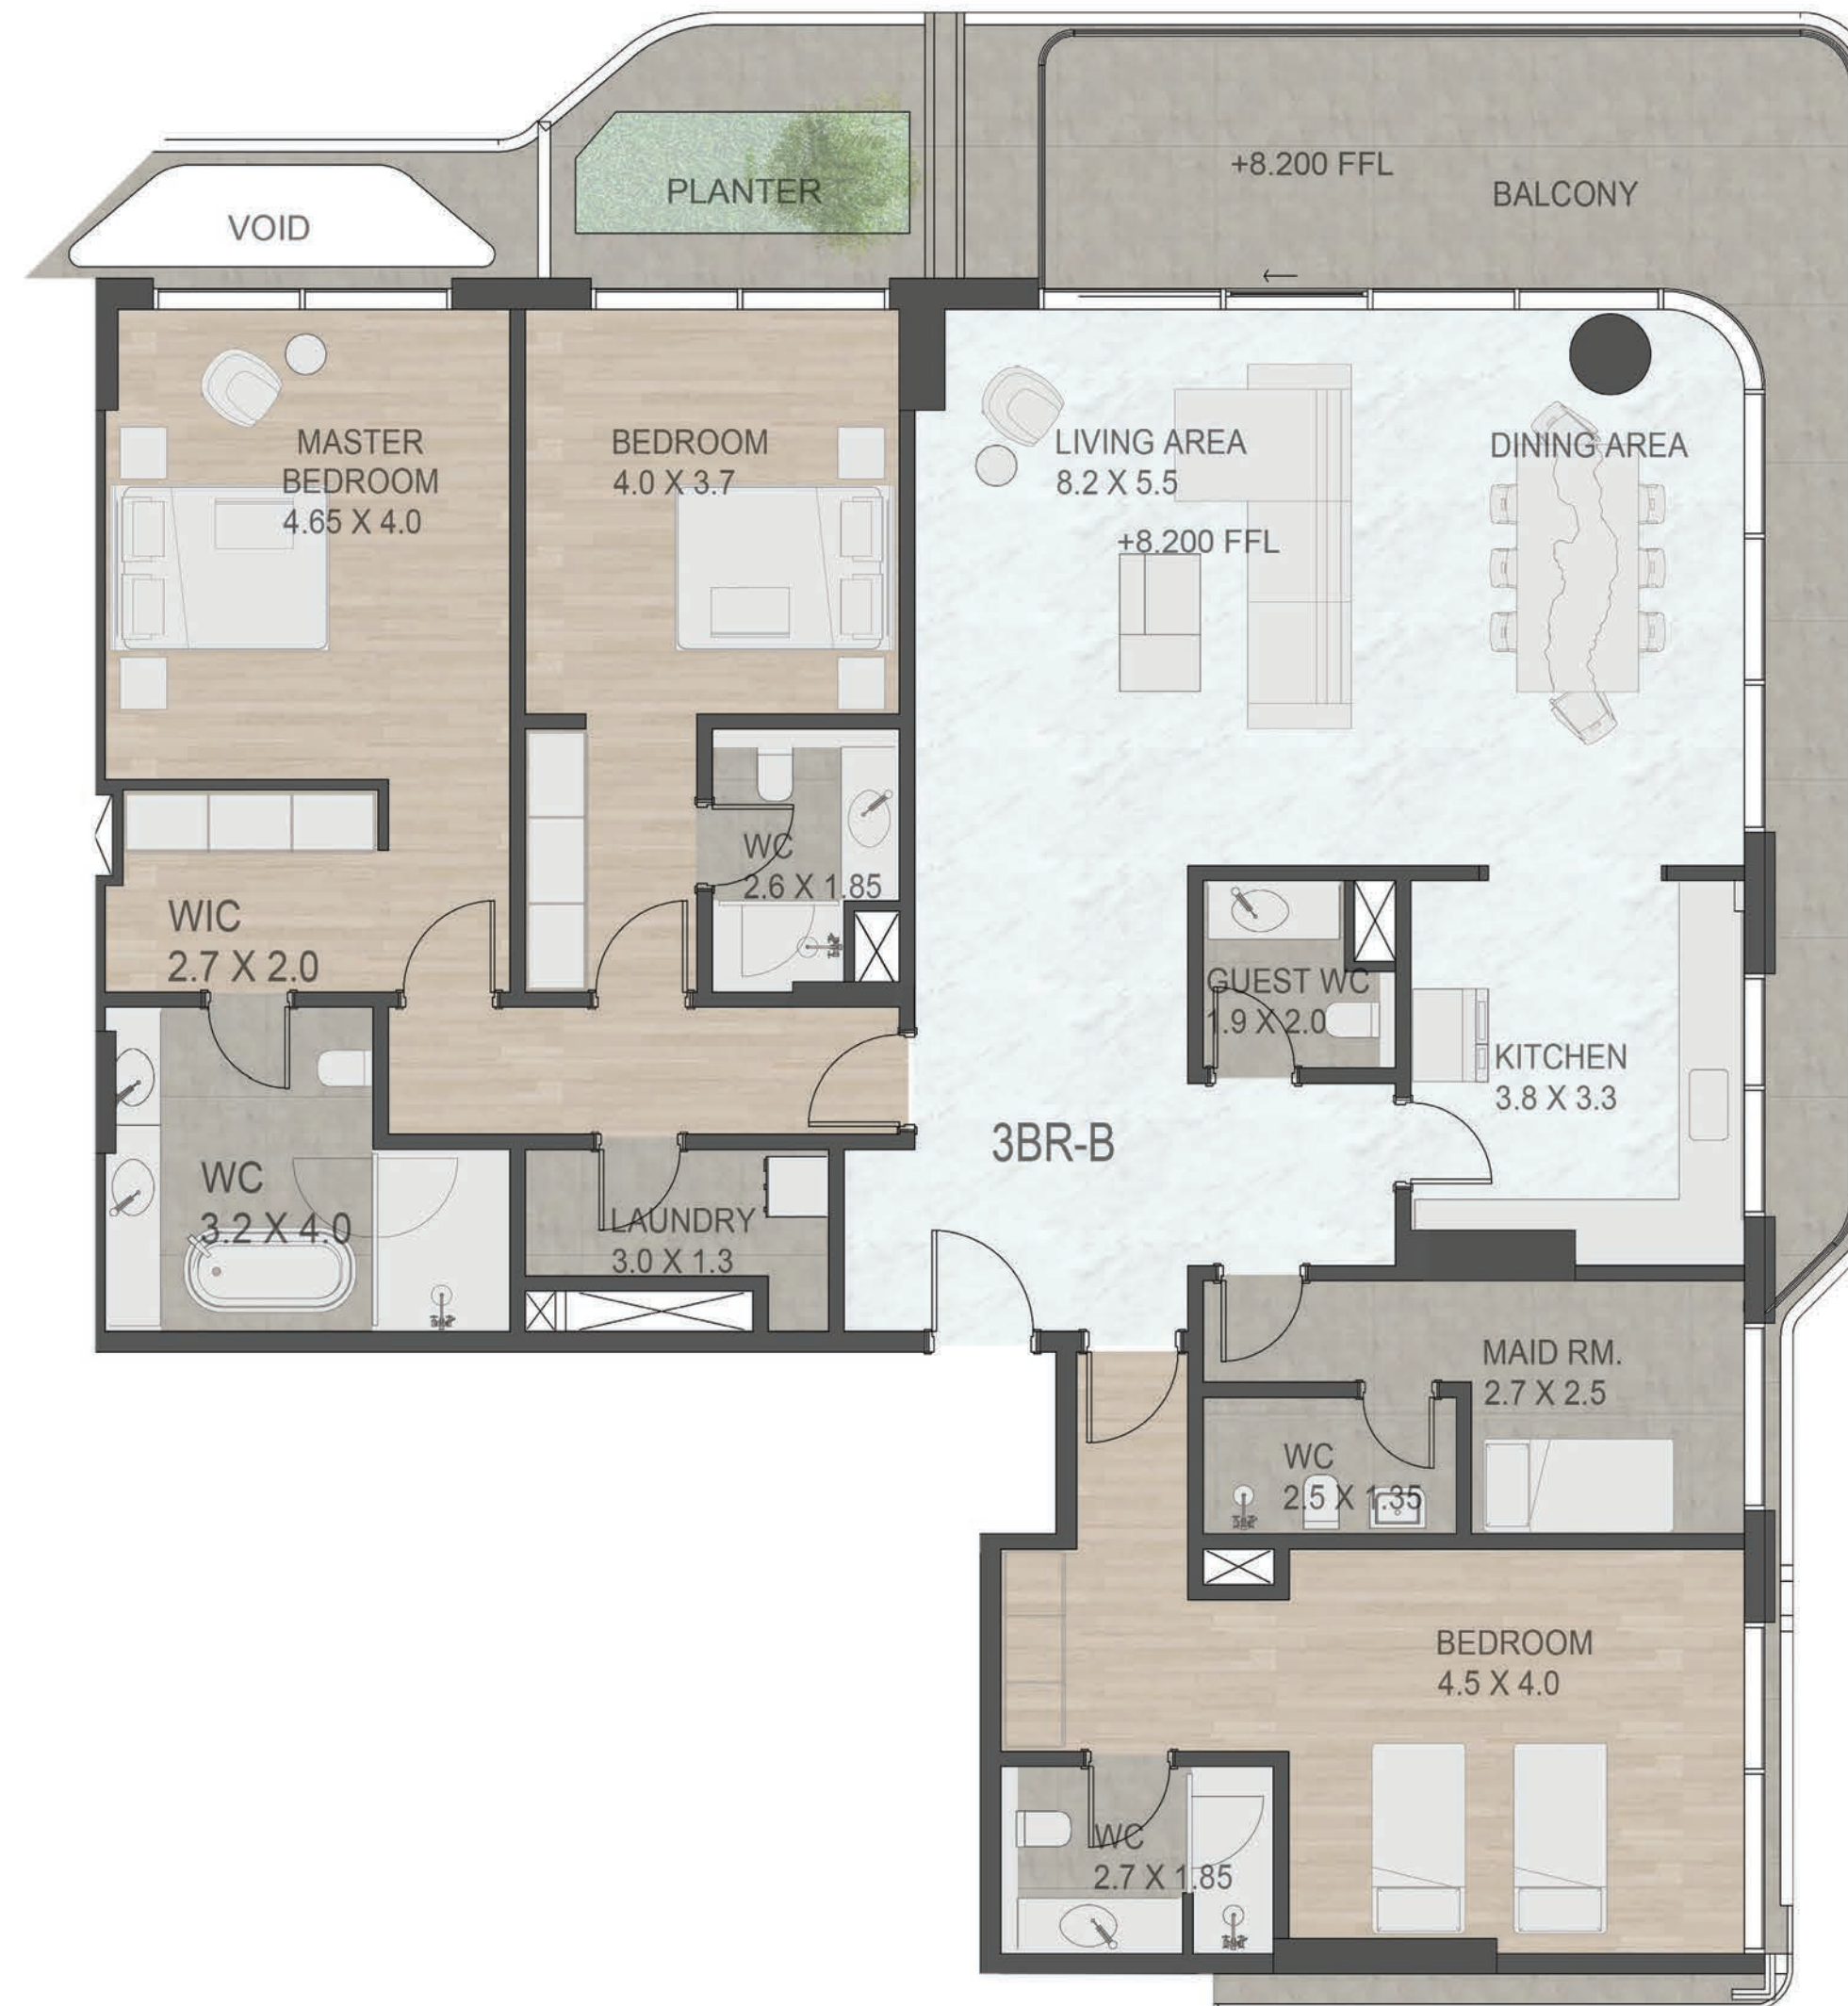 +8.200 FFL
BALCONY
PLANTER
VOID
MASTER
BEDROOM
4.65 X 4.0
BEDROOM
4.0 X 3.7
LIVING AREA
8.2 X 5.5
+8.200 FFL
DINING AREA
WC
2.6 X 1.85
WIC
2.7 X 2.0
GUEST WC
1.9 X 2.0
KITCHEN
3.8 X 3.3
3BR-B
WC
3.2 X 4.0
LAUNDRY
3.0 X 1.3
MAID RM.
2.7 X 2.5
WC
2.5 X 1.35
BEDROOM
4.5 X 4.0
WC
2.7 X 1.85